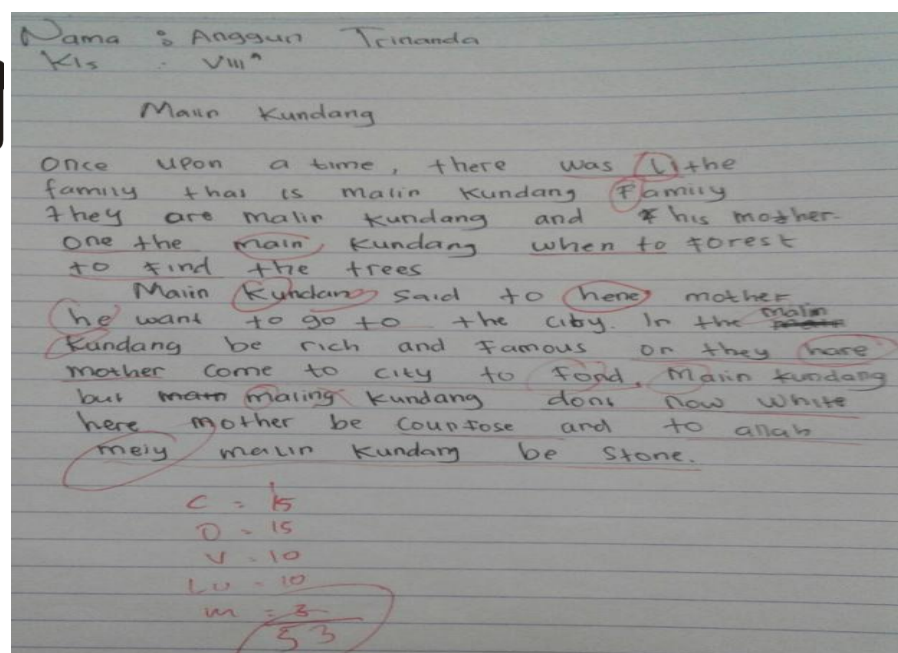 Nama : Anggun Trinanda
Kls : VIII A
Malin Kundang
Once upon a time, there was (L) the
family that is malin Kundang Family
they are malin Kundang and his mother.
one the malin Kundang when to forest
to find the trees
Malin Kundang said to here mother
he want to go to the city. In the malin
Kundang be rich and famous on they hare
mother come to city to fond, Malin kundang
but maling kundang dont now white
here mother be countose and to allah
meiy malin kundang be stone.
C = 15
O = 15
V = 10
LU = 10
m = 3
53